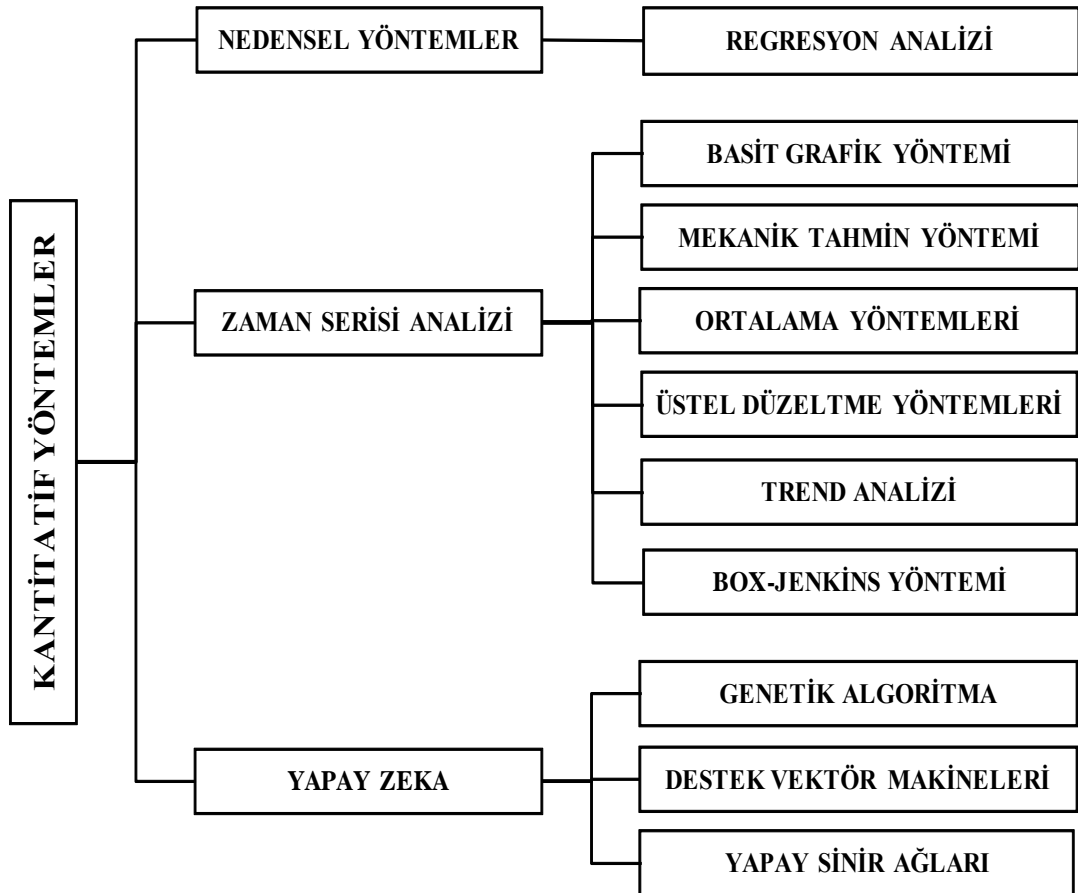 KANTİTATİF YÖNTEMLER
NEDENSEL YÖNTEMLER
REGRESYON ANALİZİ
ZAMAN SERİSİ ANALİZİ
BASİT GRAFİK YÖNTEMİ
MEKANİK TAHMİN YÖNTEMİ
ORTALAMA YÖNTEMLERİ
ÜSTEL DÜZELTME YÖNTEMLERİ
TREND ANALİZİ
BOX-JENKİNS YÖNTEMİ
YAPAY ZEKA
GENETİK ALGORİTMA
DESTEK VEKTÖR MAKİNELERİ
YAPAY SİNİR AĞLARI